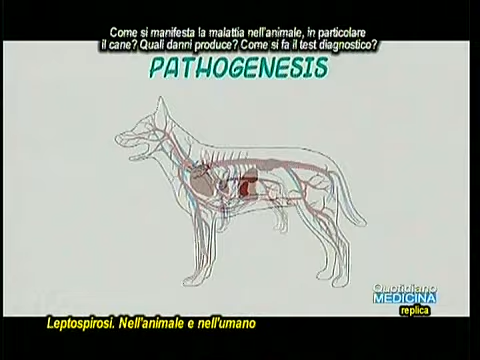 Come si manifesta la malattia nell'animale, in particolare
il cane? Quali danni produce? Come si fa il test diagnostico?
PATHOGENESIS
Quotidiano
MEDICINA
replica
Leptospirosi. Nell'animale e nell'umano